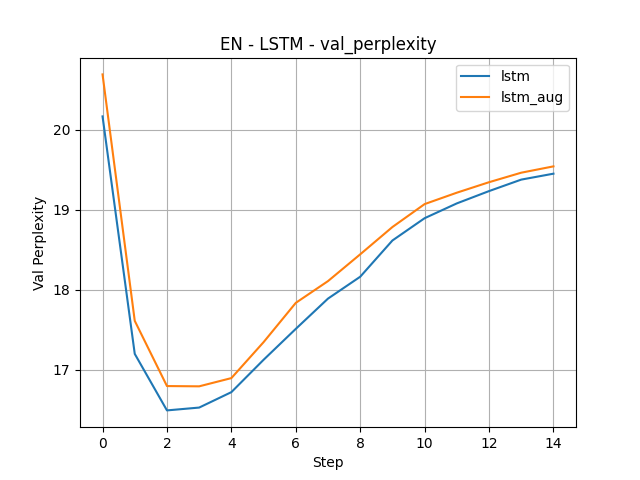 EN - LSTM - val_perplexity
lstm
lstm_aug
Val Perplexity
20
19
18
17
0 2 4 6 8 10 12 14
Step